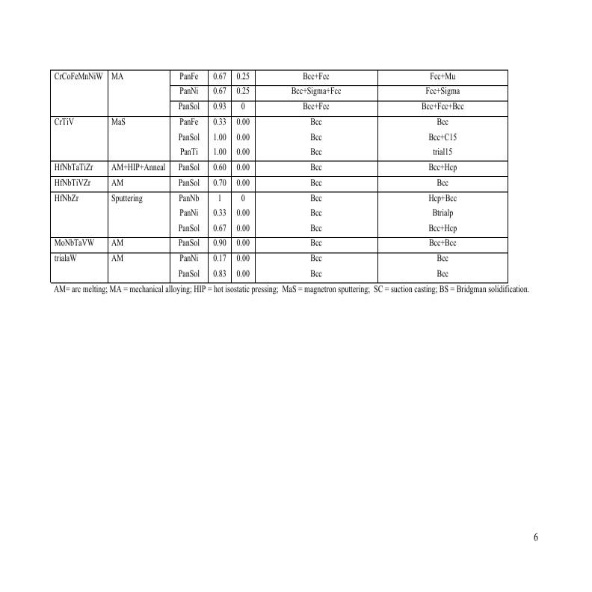 CrCoFeMnNiW MA PanFe 0.67 0.25 Bcc+Fcc Fcc+Mu
PanNi 0.67 0.25 Bcc+Sigma+Fcc Fcc+Sigma
PanSol 0.93 0 Bcc+Fcc Bcc+Fcc+Bcc
CrTiV MaS PanFe 0.33 0.00 Bcc Bcc
PanSol 1.00 0.00 Bcc Bcc+C15
PanTi 1.00 0.00 Bcc trial15
HfNbTaTiZr AM+HIP+Anneal PanSol 0.60 0.00 Bcc Bcc+Hcp
HfNbTiVZr AM PanSol 0.70 0.00 Bcc Bcc
HfNbZr Sputtering PanNb 1 0 Bcc Hcp+Bcc
PanNi 0.33 0.00 Bcc Btrialp
PanSol 0.67 0.00 Bcc Bcc+Hcp
MoNbTaVW AM PanSol 0.90 0.00 Bcc Bcc+Bcc
trialaW AM PanNi 0.17 0.00 Bcc Bcc
PanSol 0.83 0.00 Bcc Bcc
AM= arc melting; MA = mechanical alloying; HIP = hot isostatic pressing; MaS = magnetron sputtering; SC = suction casting; BS = Bridgman solidification.
6